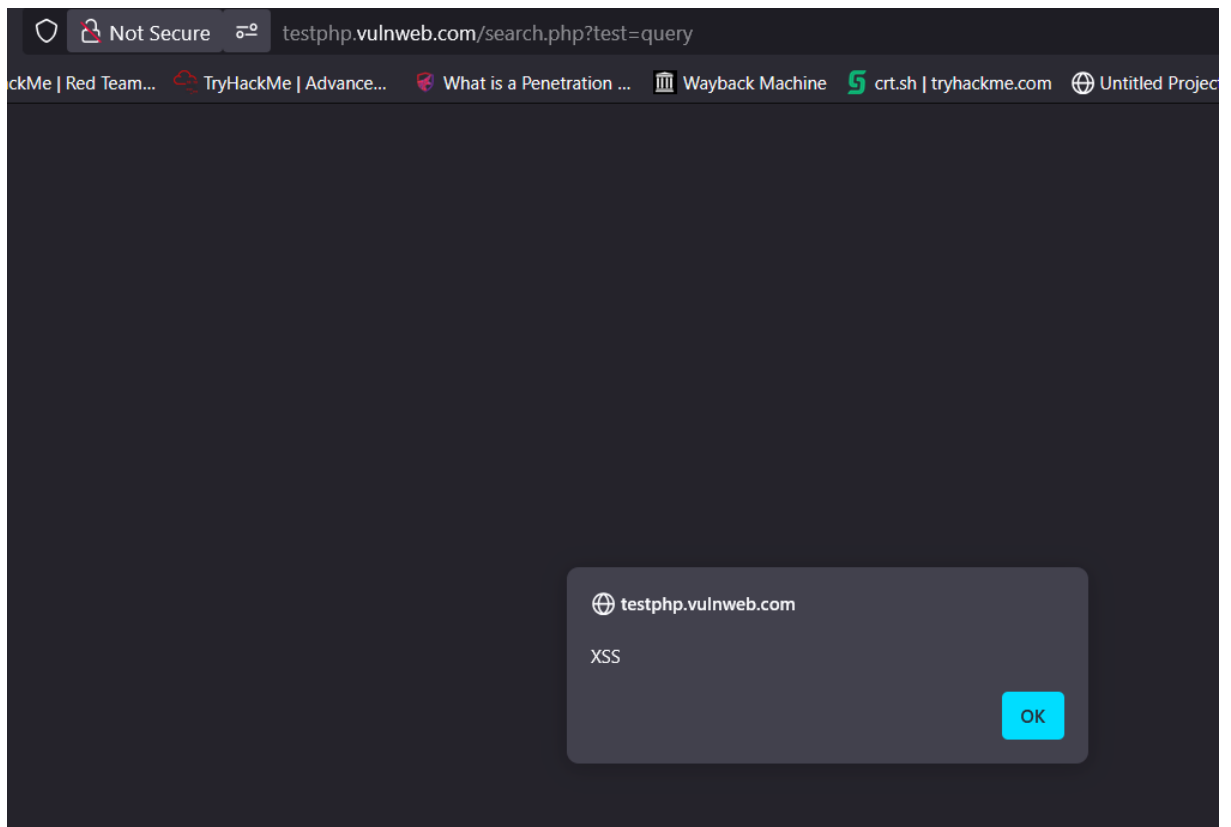 Not Secure testphp.vulnweb.com/search.php?test=query
ckMe | Red Team... TryHackMe | Advance... What is a Penetration ... Wayback Machine crt.sh | tryhackme.com Untitled Projec
testphp.vulnweb.com
XSS
OK